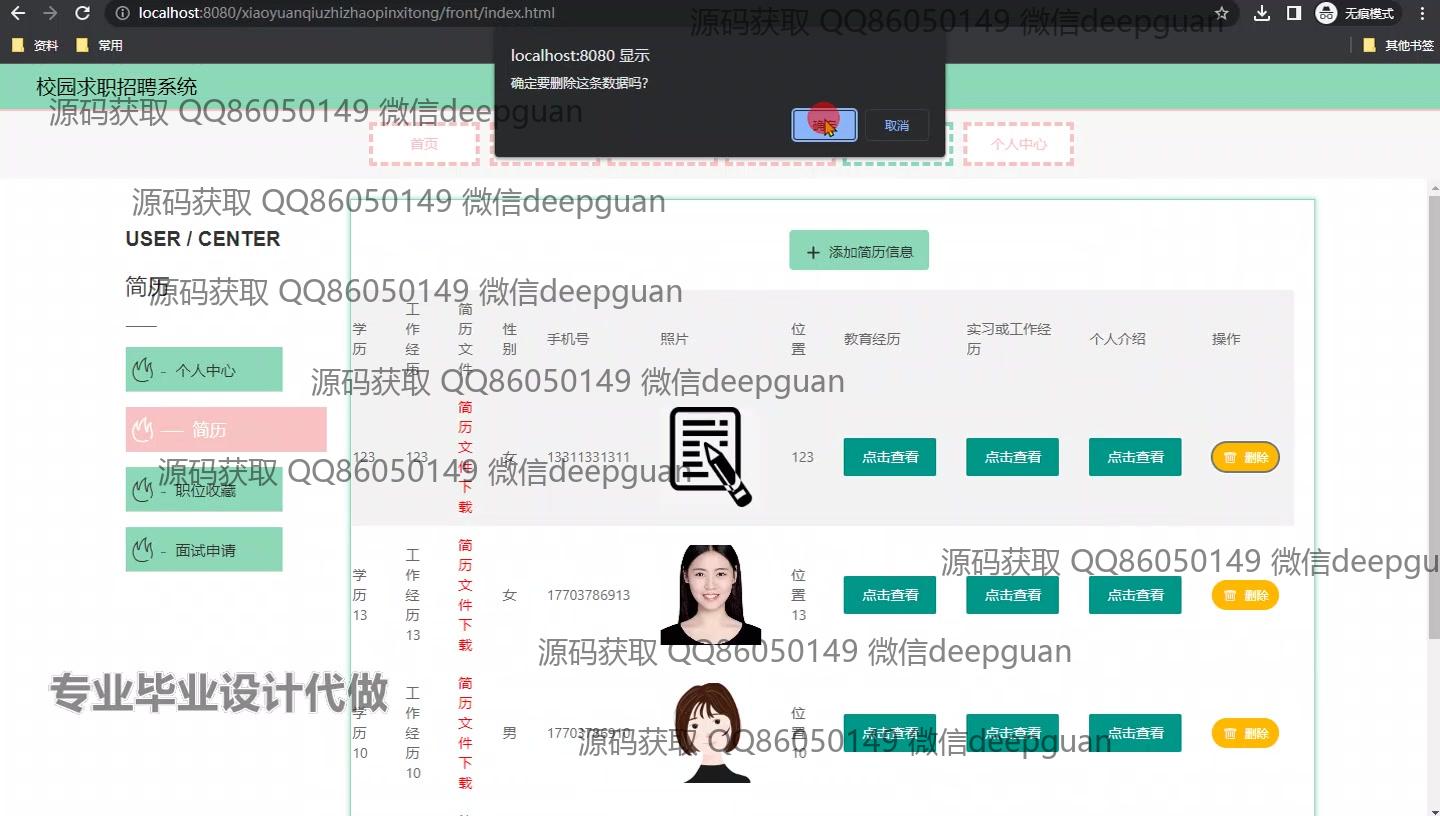 localhost:8080/xiaoyuanqiuzhizhaopinxitong/front/index.html
无痕模式
资料
常用
其他书签
源码获取 QQ86050149 微信deepguan
localhost:8080 显示
确定要删除这条数据吗?
取消
校园求职招聘系统
源码获取 QQ86050149 微信deepguan
首页
个人中心
源码获取 QQ86050149 微信deepguan
USER / CENTER
添加简历信息
简历
源码获取 QQ86050149 微信deepguan
学历
工作经历
简历文件
性别
手机号
照片
位置
教育经历
实习或工作经历
个人介绍
操作
- 个人中心
源码获取 QQ86050149 微信deepguan
— 简历
123
123
简历文件下载
女
13311331311
123
点击查看
点击查看
点击查看
删除
源码获取 QQ86050149 微信deepguan
- 职位收藏
- 面试申请
源码获取 QQ86050149 微信deepgu
学历13
工作经历13
简历文件下载
女
17703786913
位置13
点击查看
点击查看
点击查看
删除
源码获取 QQ86050149 微信deepguan
专业毕业设计代做
学历10
工作经历10
简历文件下载
男
17703786910
位置10
点击查看
点击查看
点击查看
删除
源码获取 QQ86050149 微信deepguan